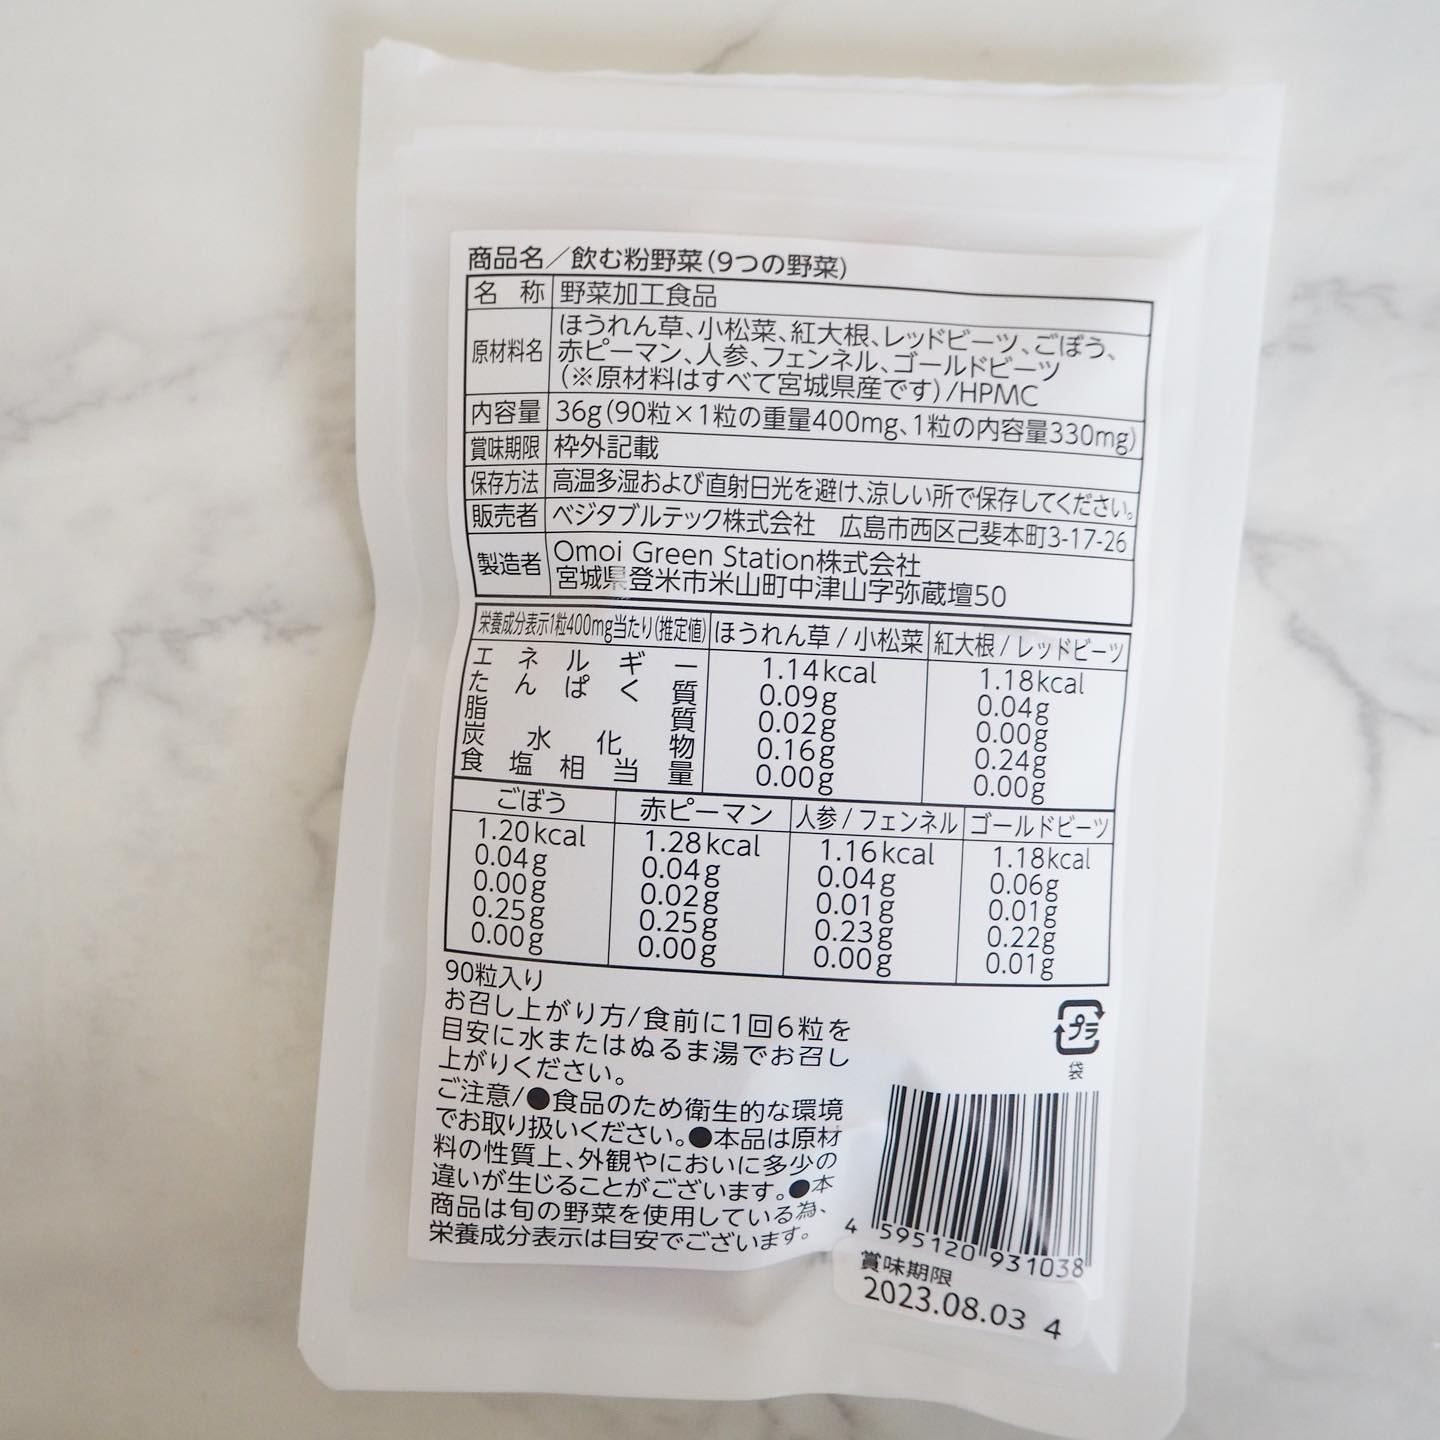 商品名／飲む粉野菜(9つの野菜)
名称 野菜加工食品
原材料名 ほうれん草、小松菜、紅大根、レッドビーツ、ごぼう、
赤ピーマン、人参、フェンネル、ゴールドビーツ
(※原材料はすべて宮城県産です)/HPMC
内容量 36g(90粒×1粒の重量400mg、1粒の内容量330mg)
賞味期限 枠外記載
保存方法 高温多湿および直射日光を避け、涼しい所で保存してください。
販売者 ベジタブルテック株式会社 広島市西区己斐本町3-17-26
製造者 Omoi Green Station株式会社
宮城県登米市米山町中津山字弥蔵壇50
栄養成分表示1粒400mg当たり(推定値) ほうれん草/小松菜 紅大根/レッドビーツ
エネルギー 1.14kcal 1.18kcal
たんぱく質 0.09g 0.04g
脂質 0.02g 0.00g
炭水化物 0.16g 0.24g
食塩相当量 0.00g 0.00g
ごぼう 赤ピーマン 人参/フェンネル ゴールドビーツ
1.20kcal 1.28kcal 1.16kcal 1.18kcal
0.04g 0.04g 0.04g 0.06g
0.00g 0.02g 0.01g 0.01g
0.25g 0.25g 0.23g 0.22g
0.00g 0.00g 0.00g 0.01g
90粒入り
お召し上がり方/食前に1回6粒を
目安に水またはぬるま湯でお召し
上がりください。
ご注意/●食品のため衛生的な環境
でお取り扱いください。●本品は原材
料の性質上、外観やにおいに多少の
違いが生じることがございます。●本
商品は旬の野菜を使用している為、
栄養成分表示は目安でございます。
プラ
袋
4 595120 931038
賞味期限
2023.08.03 4